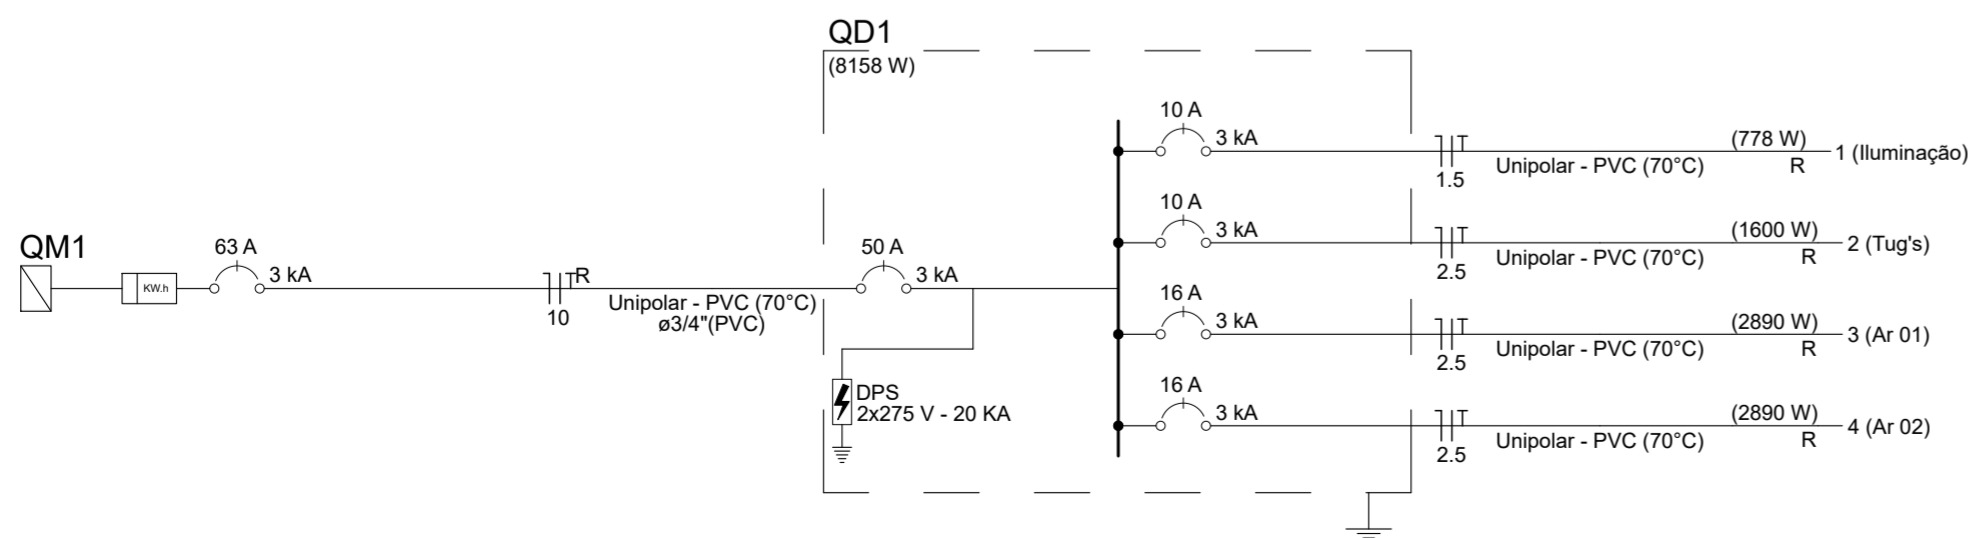 QD1
(8158 W)
10 A
3 kA
(778 W)
1 (Iluminação)
T
1.5
Unipolar - PVC (70°C)
R
10 A
3 kA
(1600 W)
2 (Tug's)
T
2.5
Unipolar - PVC (70°C)
R
QM1
KW.h
63 A
3 kA
T
R
10
Unipolar - PVC (70°C)
ø3/4"(PVC)
50 A
3 kA
16 A
3 kA
(2890 W)
3 (Ar 01)
T
2.5
Unipolar - PVC (70°C)
R
DPS
2x275 V - 20 KA
16 A
3 kA
(2890 W)
4 (Ar 02)
T
2.5
Unipolar - PVC (70°C)
R